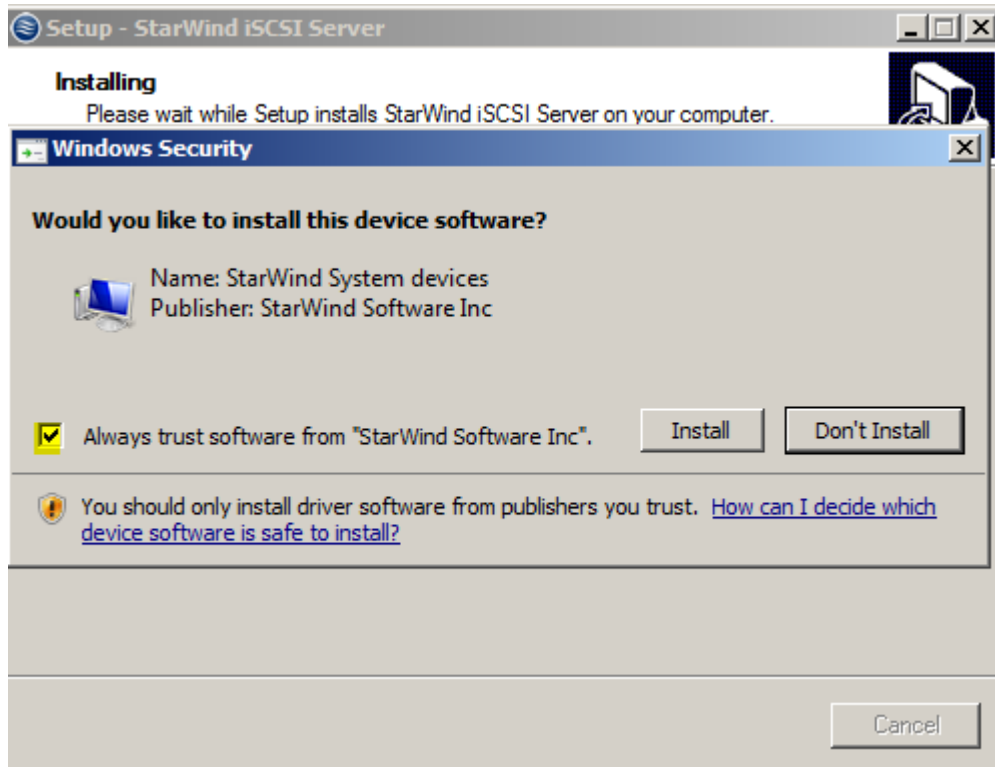 Setup - StarWind iSCSI Server
Installing
Please wait while Setup installs StarWind iSCSI Server on your computer.
Windows Security
Would you like to install this device software?
Name: StarWind System devices
Publisher: StarWind Software Inc
Always trust software from "StarWind Software Inc".
Install
Don't Install
You should only install driver software from publishers you trust. How can I decide which
device software is safe to install?
Cancel